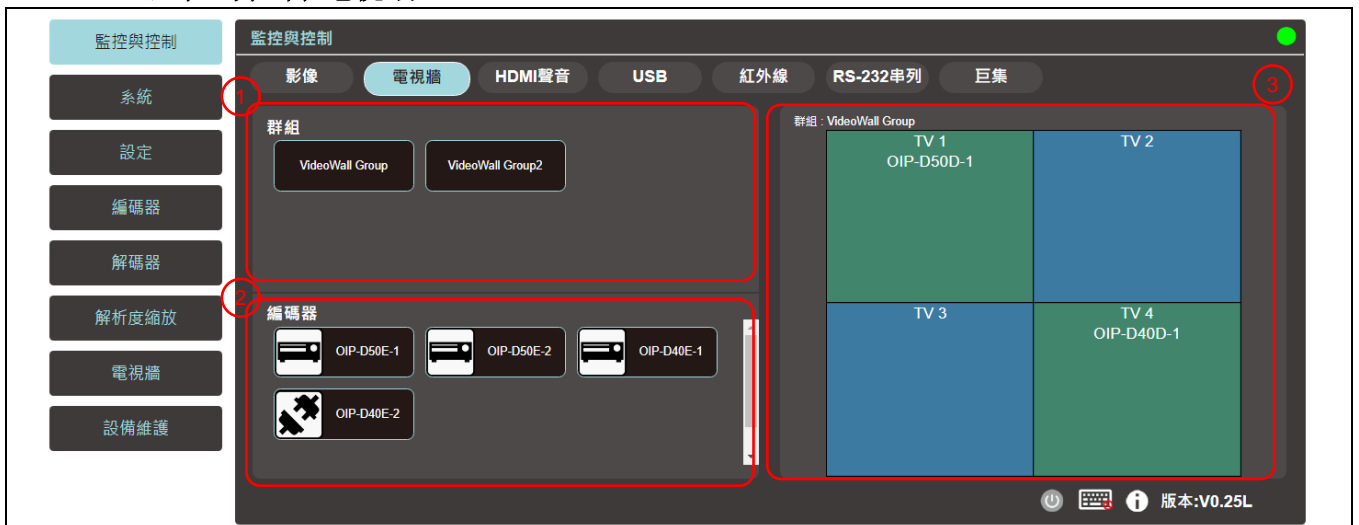 監控與控制
系統
設定
編碼器
解碼器
解析度縮放
電視牆
設備維護
監控與控制
影像 電視牆 HDMI聲音 USB 紅外線 RS-232串列 巨集
1
群組
VideoWall Group VideoWall Group2
2
編碼器
OIP-D50E-1 OIP-D50E-2 OIP-D40E-1
OIP-D40E-2
3
群組 : VideoWall Group
TV 1
OIP-D50D-1
TV 2
TV 3
TV 4
OIP-D40D-1
版本:V0.25L